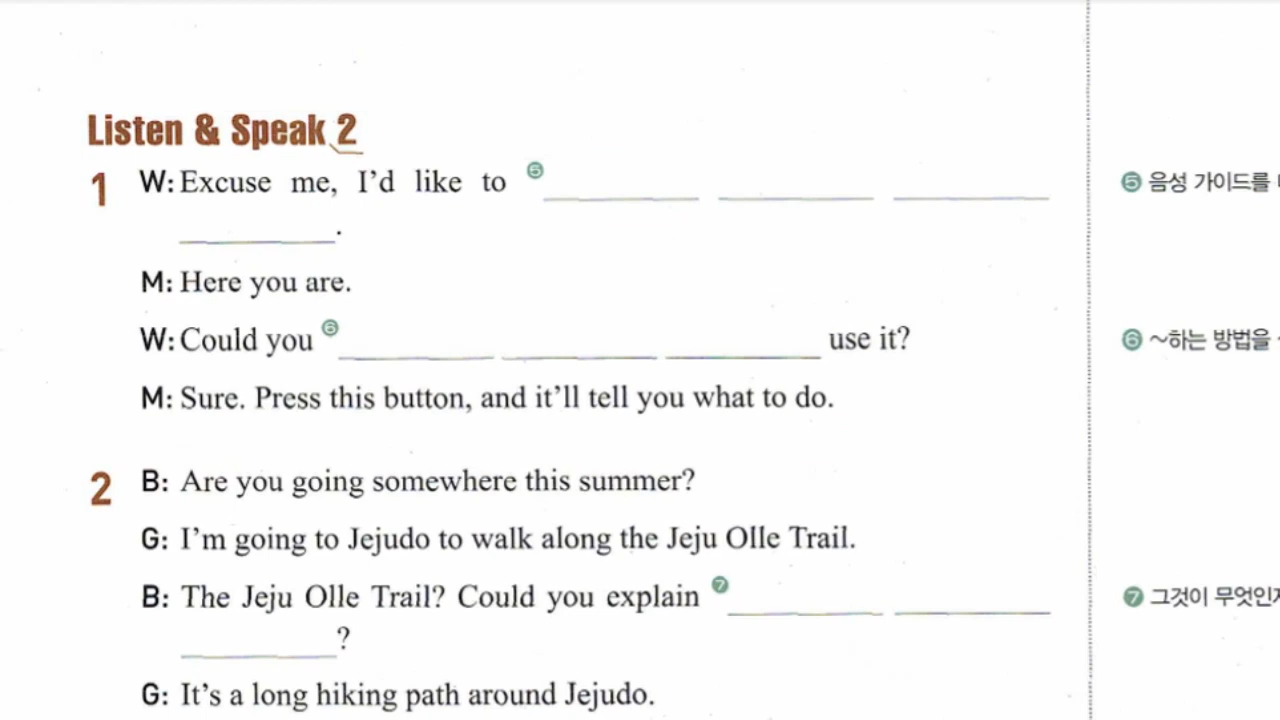 Listen & Speak 2
1 W: Excuse me, I'd like to ⑤ ________ ________ ________ ⑤ 음성 가이드를
________.
M: Here you are.
W: Could you ⑥ ________ ________ ________ use it? ⑥ ~하는 방법을
M: Sure. Press this button, and it'll tell you what to do.
2 B: Are you going somewhere this summer?
G: I'm going to Jejudo to walk along the Jeju Olle Trail.
B: The Jeju Olle Trail? Could you explain ⑦ ________ ________ ⑦ 그것이 무엇인지
________?
G: It's a long hiking path around Jejudo.